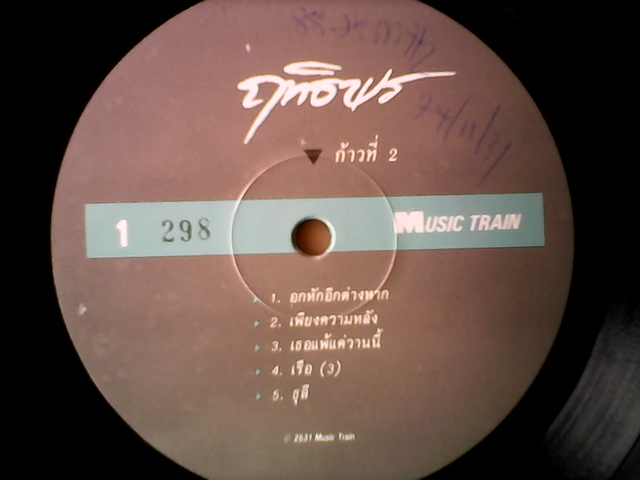 ฤทธิพร
ก้าวที่ 2
1 298 MUSIC TRAIN
1. อกหักอีกต่างหาก
2. เพียงความหลัง
3. เธอแพ้แค่วานนี้
4. เรือ (3)
5. ธุลี
© 2531 Music Train